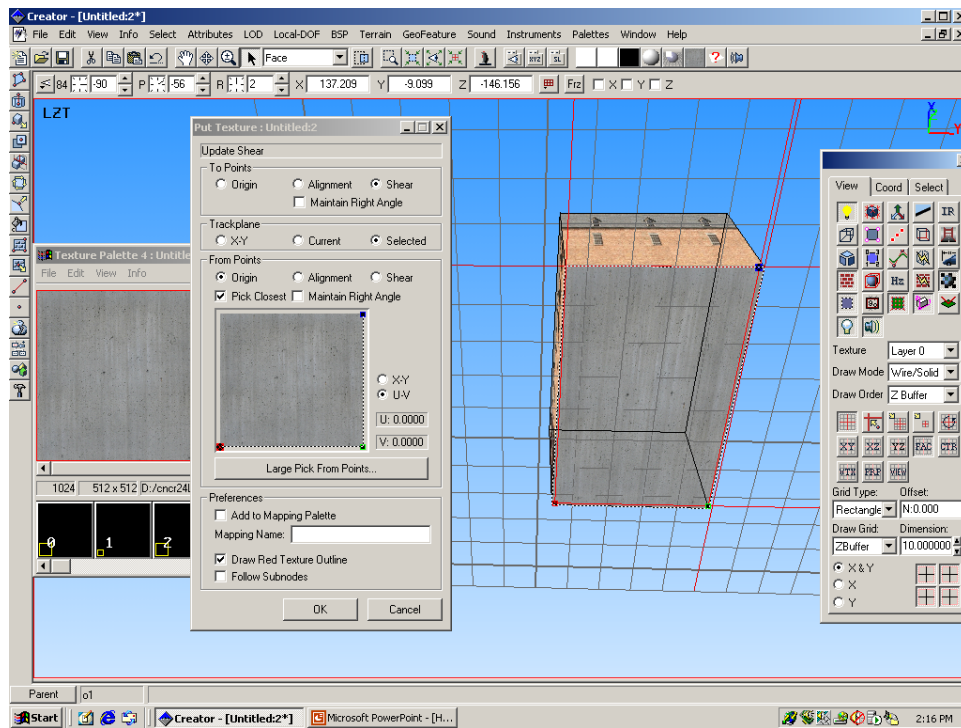 Creator - [Untitled:2*]
File Edit View Info Select Attributes LOD Local-DOF BSP Terrain GeoFeature Sound Instruments Palettes Window Help
Face
84 -90 P -56 R 2 X 137.209 Y -9.099 Z -146.156 Frz X Y Z
LZT
Put Texture : Untitled:2
Update Shear
To Points
Origin Alignment Shear
Maintain Right Angle
Trackplane
X-Y Current Selected
From Points
Origin Alignment Shear
Pick Closest Maintain Right Angle
X-Y
U-V
U: 0.0000
V: 0.0000
Large Pick From Points...
Preferences
Add to Mapping Palette
Mapping Name:
Draw Red Texture Outline
Follow Subnodes
OK Cancel
Texture Palette 4 : Untitle
File Edit View Info
1024 512 x 512 D:/cncr24L
0 1 2
X
Y
View Coord Select
IR
Hz
Texture Layer 0
Draw Mode Wire/Solid
Draw Order Z Buffer
XY XZ YZ FAC CTR
VTX PRP VIEW
Grid Type: Offset:
Rectangle N:0.000
Draw Grid: Dimension:
ZBuffer 10.000000
X & Y
X
Y
Parent o1
Start Creator - [Untitled:2*] Microsoft PowerPoint - [H... 2:16 PM